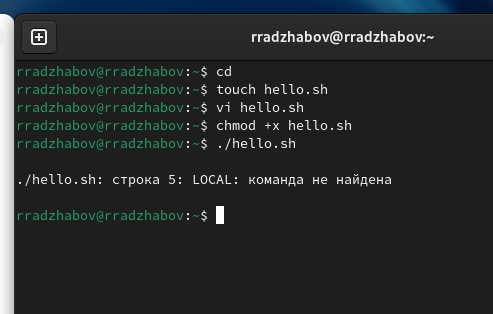 rradzhabov@rradzhabov:~
rradzhabov@rradzhabov:~$ cd
rradzhabov@rradzhabov:~$ touch hello.sh
rradzhabov@rradzhabov:~$ vi hello.sh
rradzhabov@rradzhabov:~$ chmod +x hello.sh
rradzhabov@rradzhabov:~$ ./hello.sh
./hello.sh: строка 5: LOCAL: команда не найдена
rradzhabov@rradzhabov:~$